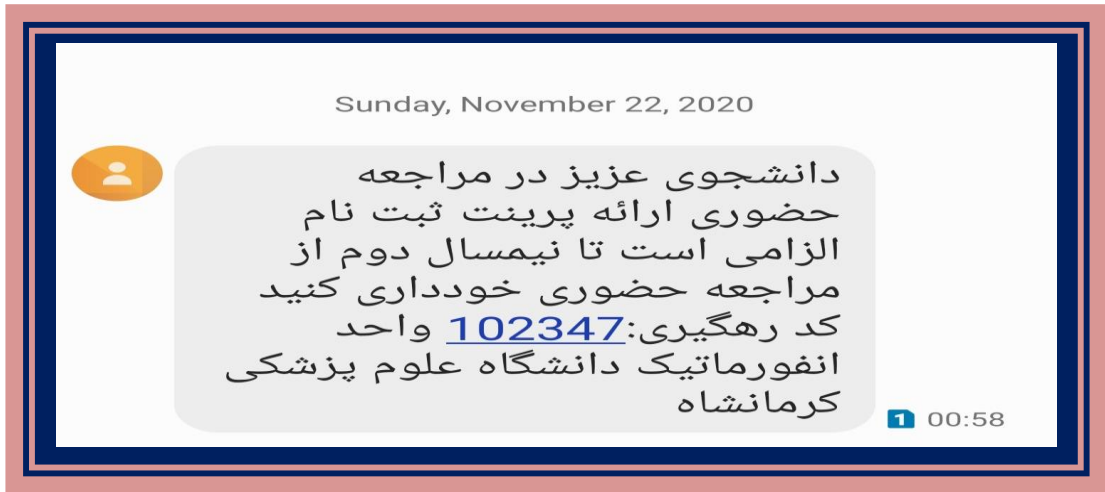 Sunday, November 22, 2020
دانشجوی عزیز در مراجعه
حضوری ارائه پرینت ثبت نام
الزامی است تا نیمسال دوم از
مراجعه حضوری خودداری کنید
کد رهگیری:102347 واحد
انفورماتیک دانشگاه علوم پزشکی
کرمانشاه
1 00:58